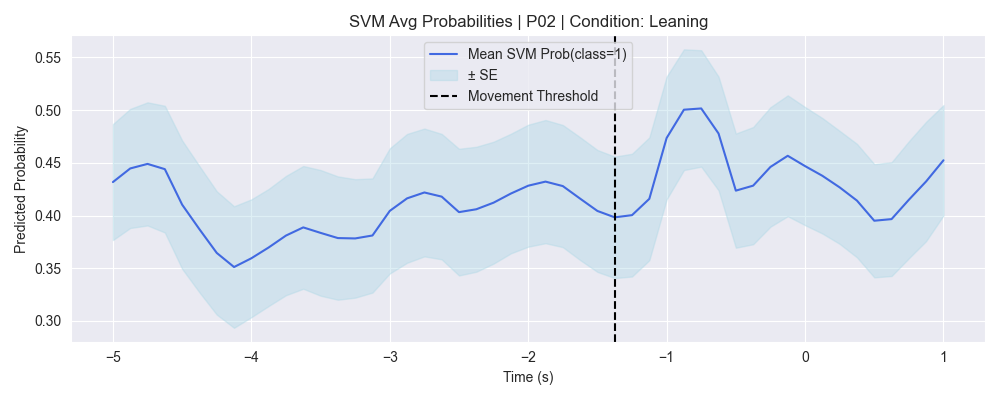 SVM Avg Probabilities | P02 | Condition: Leaning
Mean SVM Prob(class=1)
± SE
Movement Threshold
Predicted Probability
0.55
0.50
0.45
0.40
0.35
0.30
−5
−4
−3
−2
−1
0
1
Time (s)